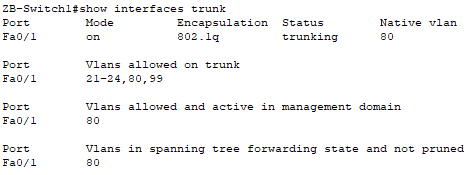 ZB-Switch1#show interfaces trunk
Port        Mode         Encapsulation  Status        Native vlan
Fa0/1       on           802.1q         trunking      80
Port        Vlans allowed on trunk
Fa0/1       21-24,80,99
Port        Vlans allowed and active in management domain
Fa0/1       80
Port        Vlans in spanning tree forwarding state and not pruned
Fa0/1       80